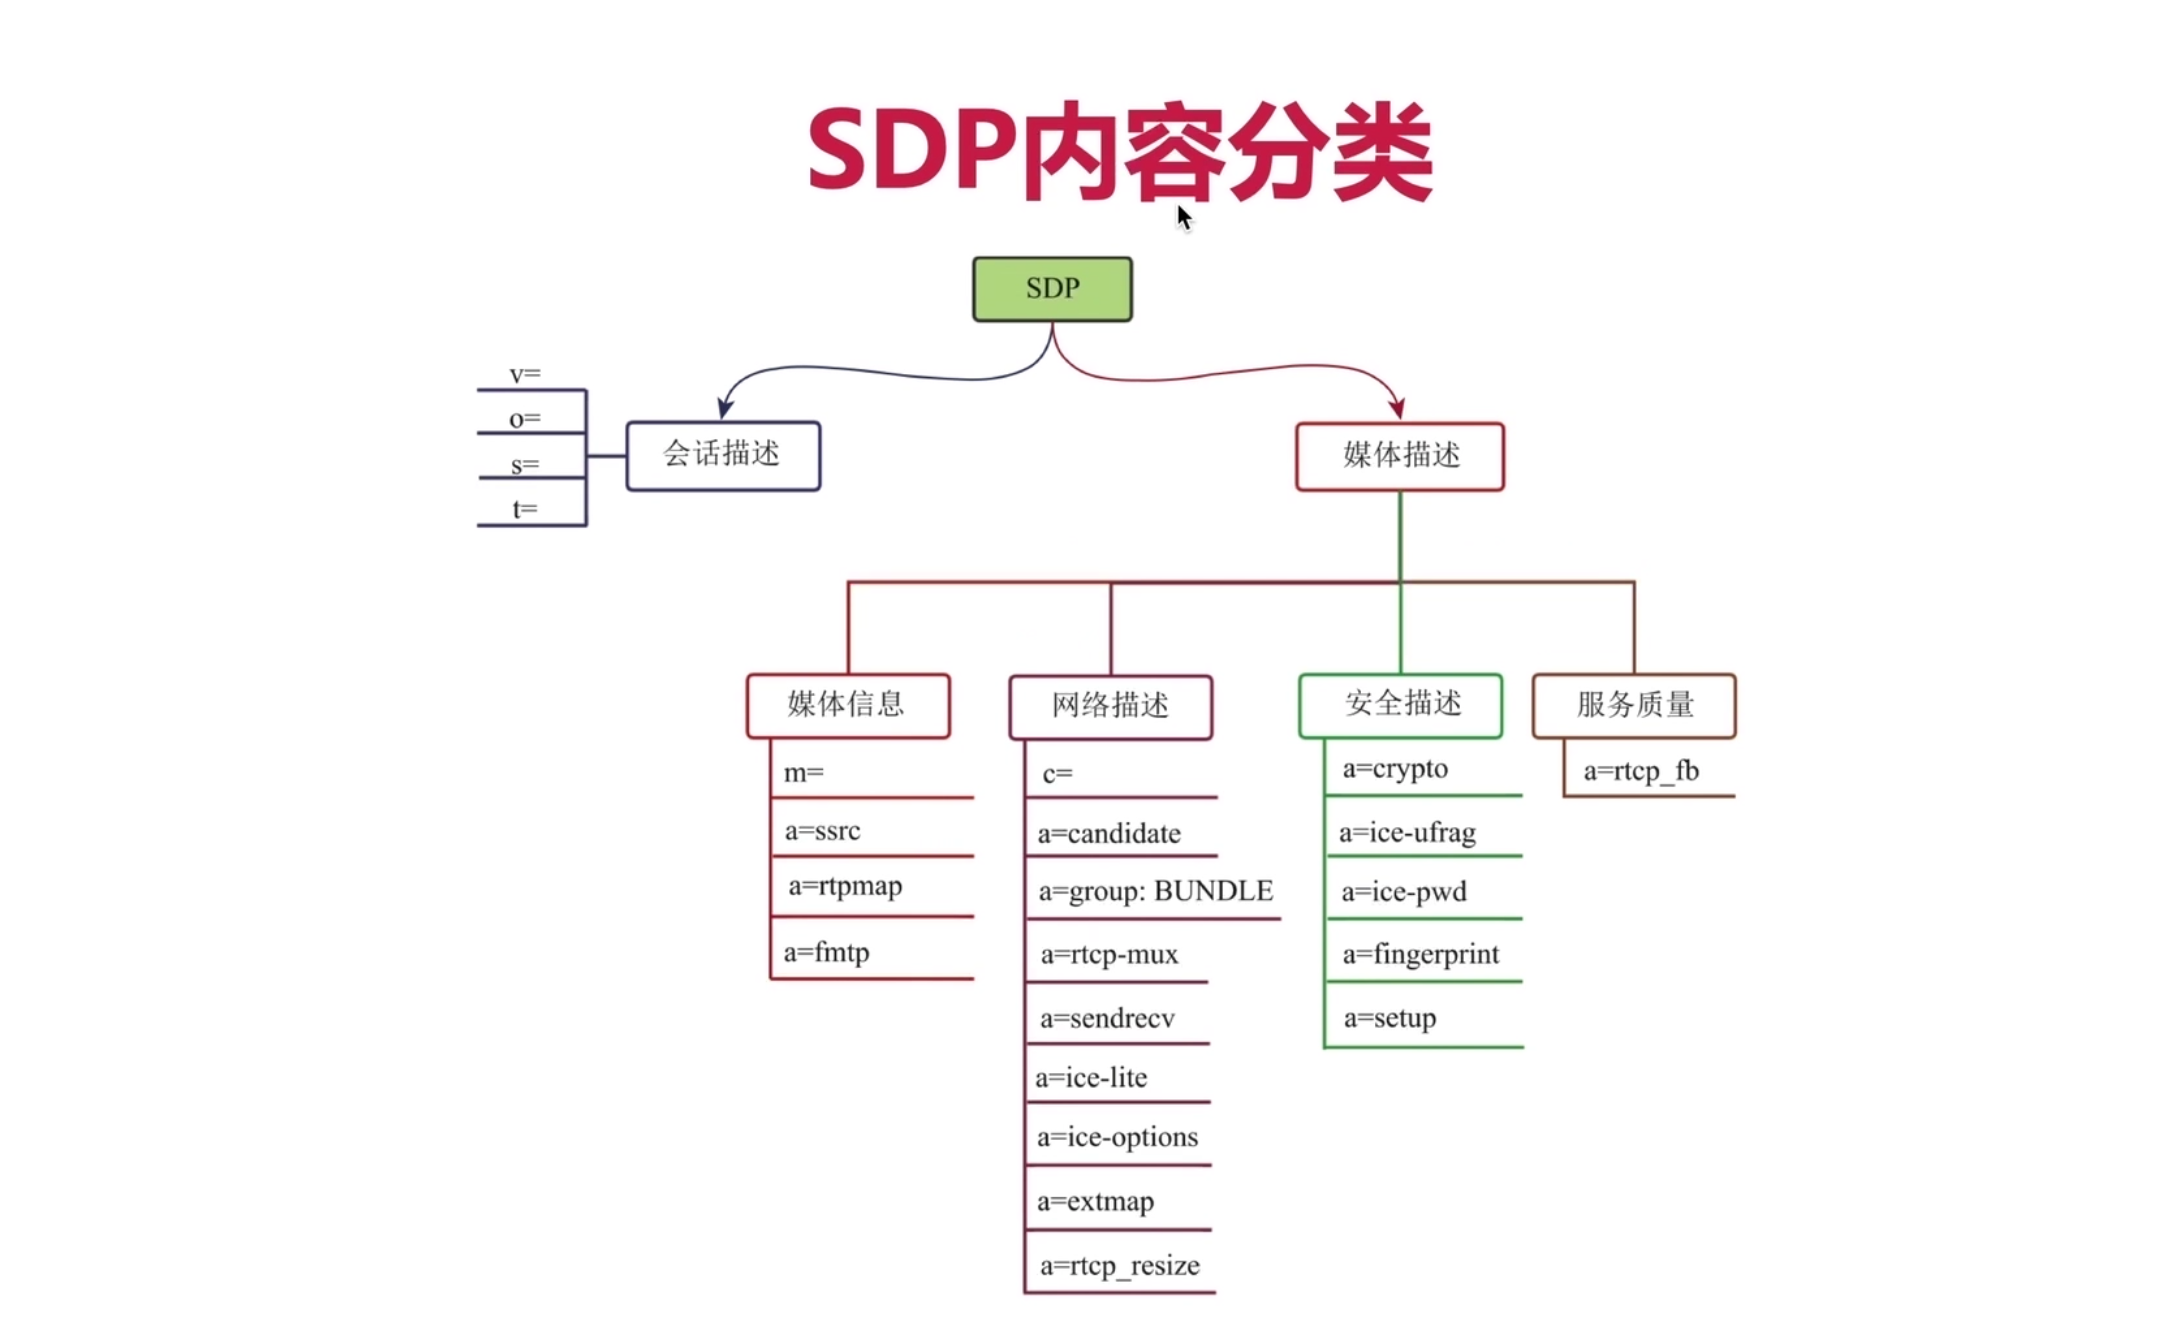 SDP内容分类
SDP
v=
o=
s=
t=
会话描述
媒体描述
媒体信息
m=
a=ssrc
a=rtpmap
a=fmtp
网络描述
c=
a=candidate
a=group: BUNDLE
a=rtcp-mux
a=sendrecv
a=ice-lite
a=ice-options
a=extmap
a=rtcp_resize
安全描述
a=crypto
a=ice-ufrag
a=ice-pwd
a=fingerprint
a=setup
服务质量
a=rtcp_fb